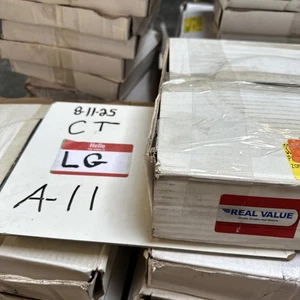 8-11-25
CT
Hello
LG
A-11
REAL VALUE